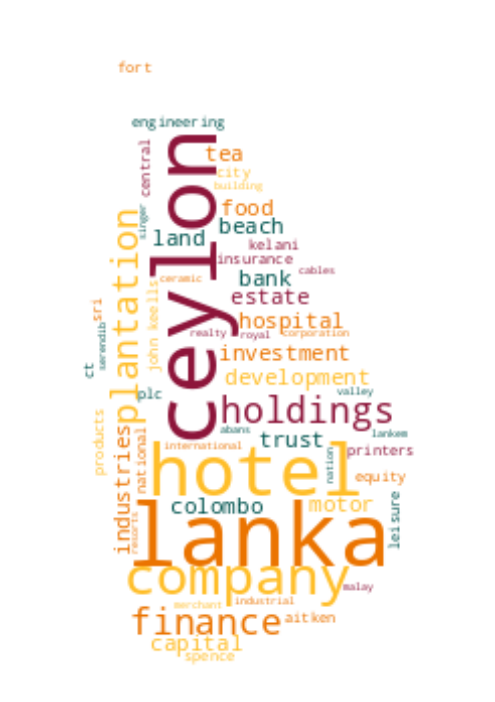 fort
engineering
central
ceylon
tea
city
building
singer
plantation
food
beach
land
kelani
insurance
cables
bank
ceramic
john keells
estate
sri
serendib
hospital
realty
royal
corporation
investment
ct
development
plc
valley
holdings
products
industries
national
abans
trust
lankem
international
printers
hotel
nation
equity
colombo
motor
leisure
resorts
lanka
company
malay
merchant
industrial
finance
aitken
capital
spence